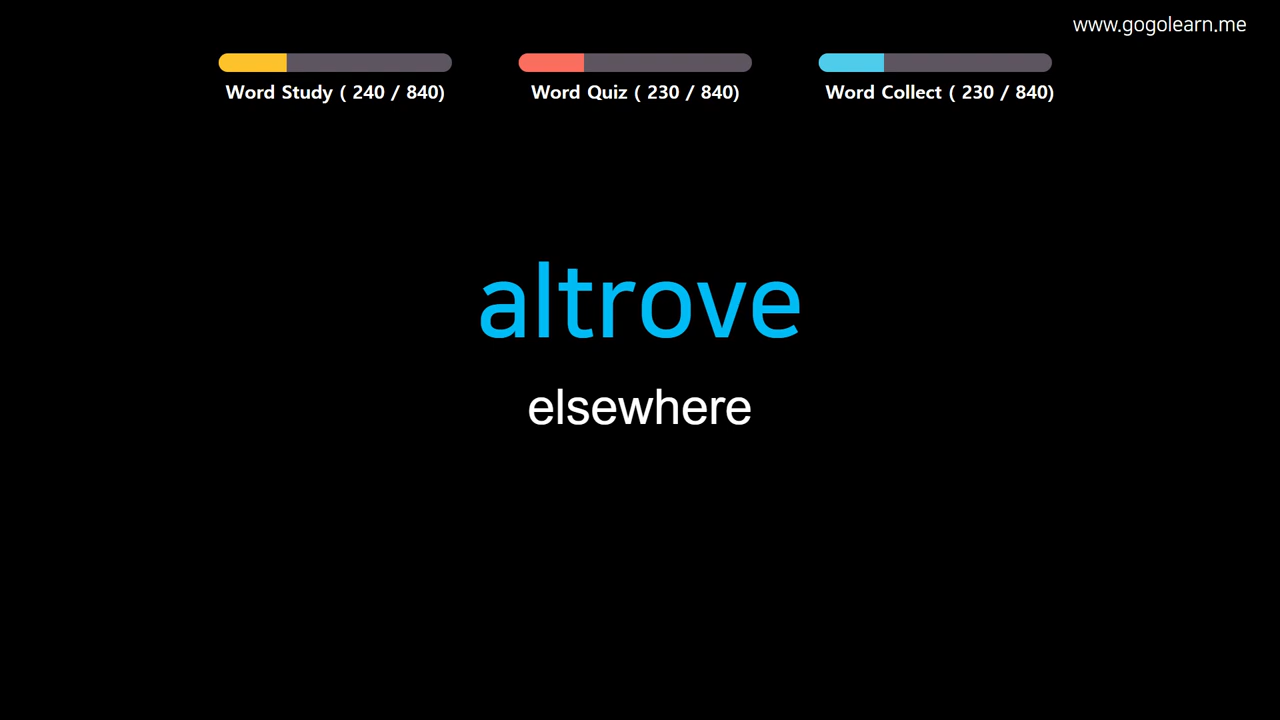 www.gogolearn.me
Word Study ( 240 / 840)
Word Quiz ( 230 / 840)
Word Collect ( 230 / 840)
altrove
elsewhere